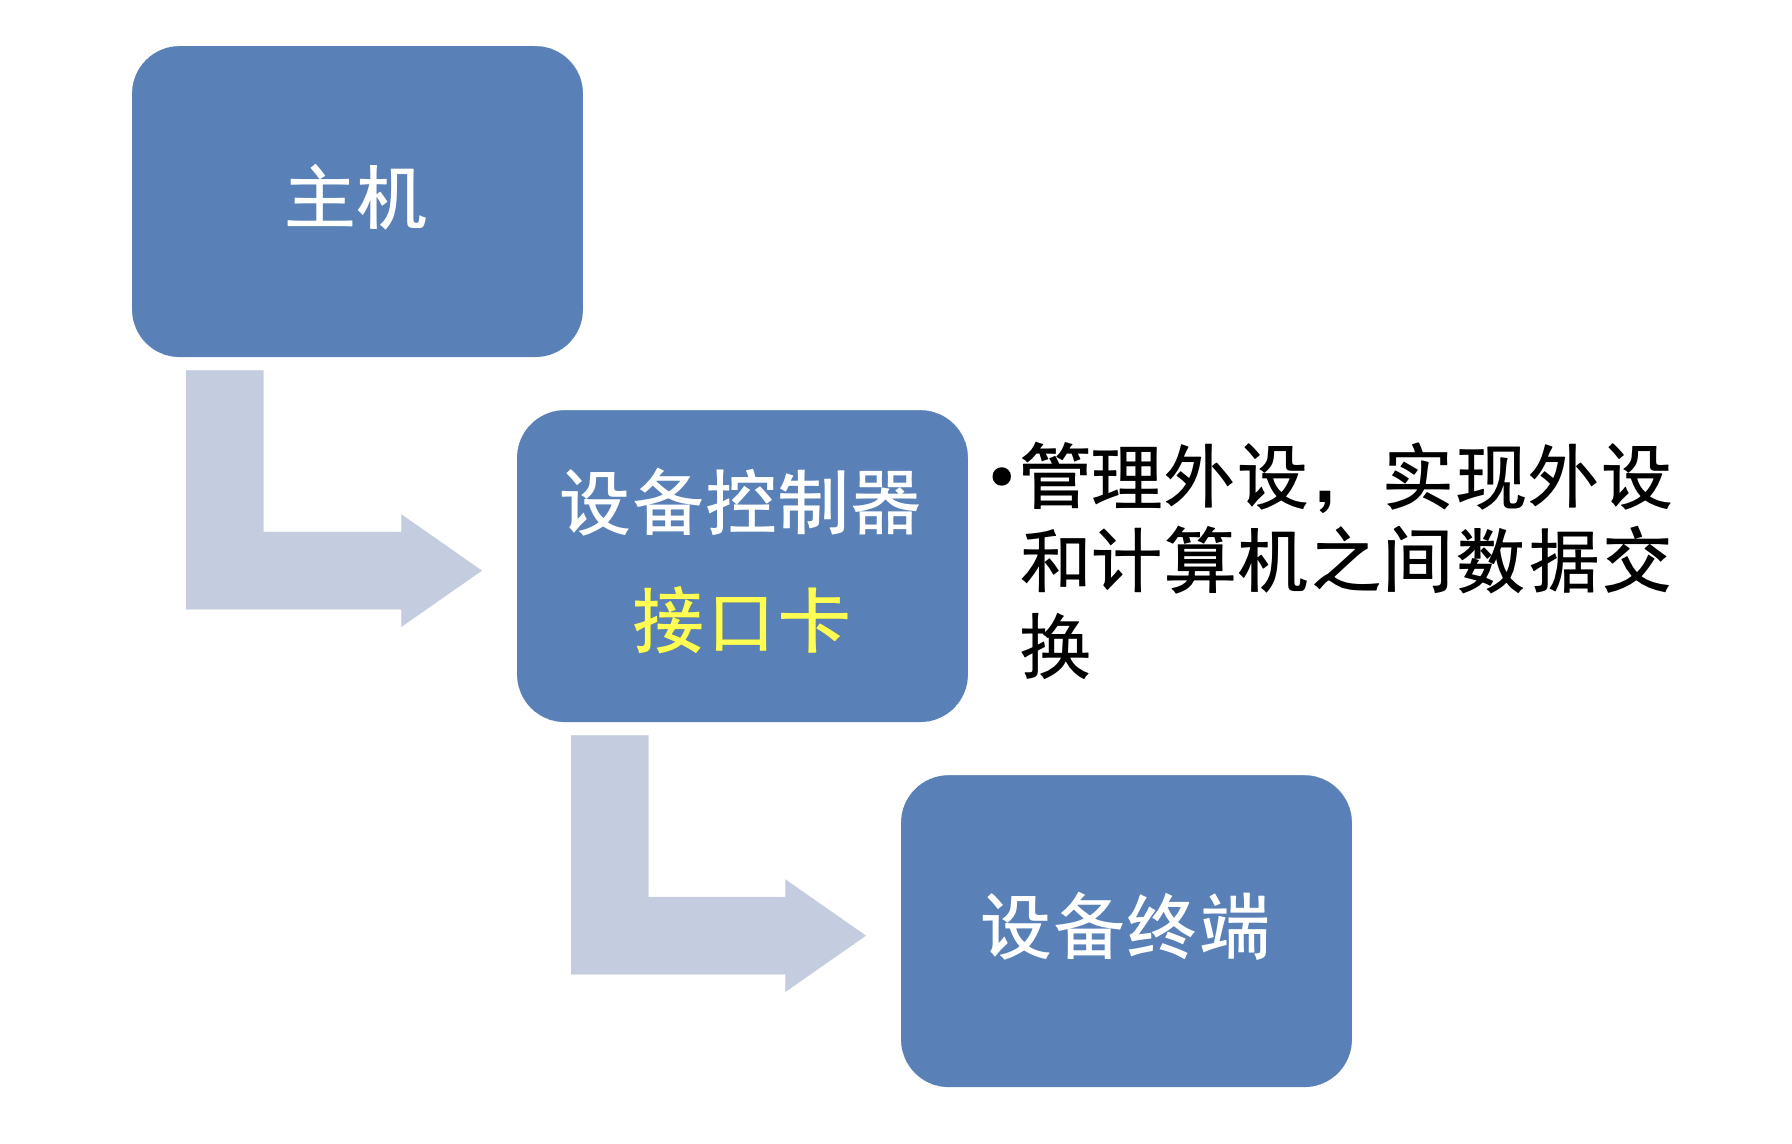 主机
设备控制器
接口卡
•管理外设，实现外设
和计算机之间数据交
换
设备终端